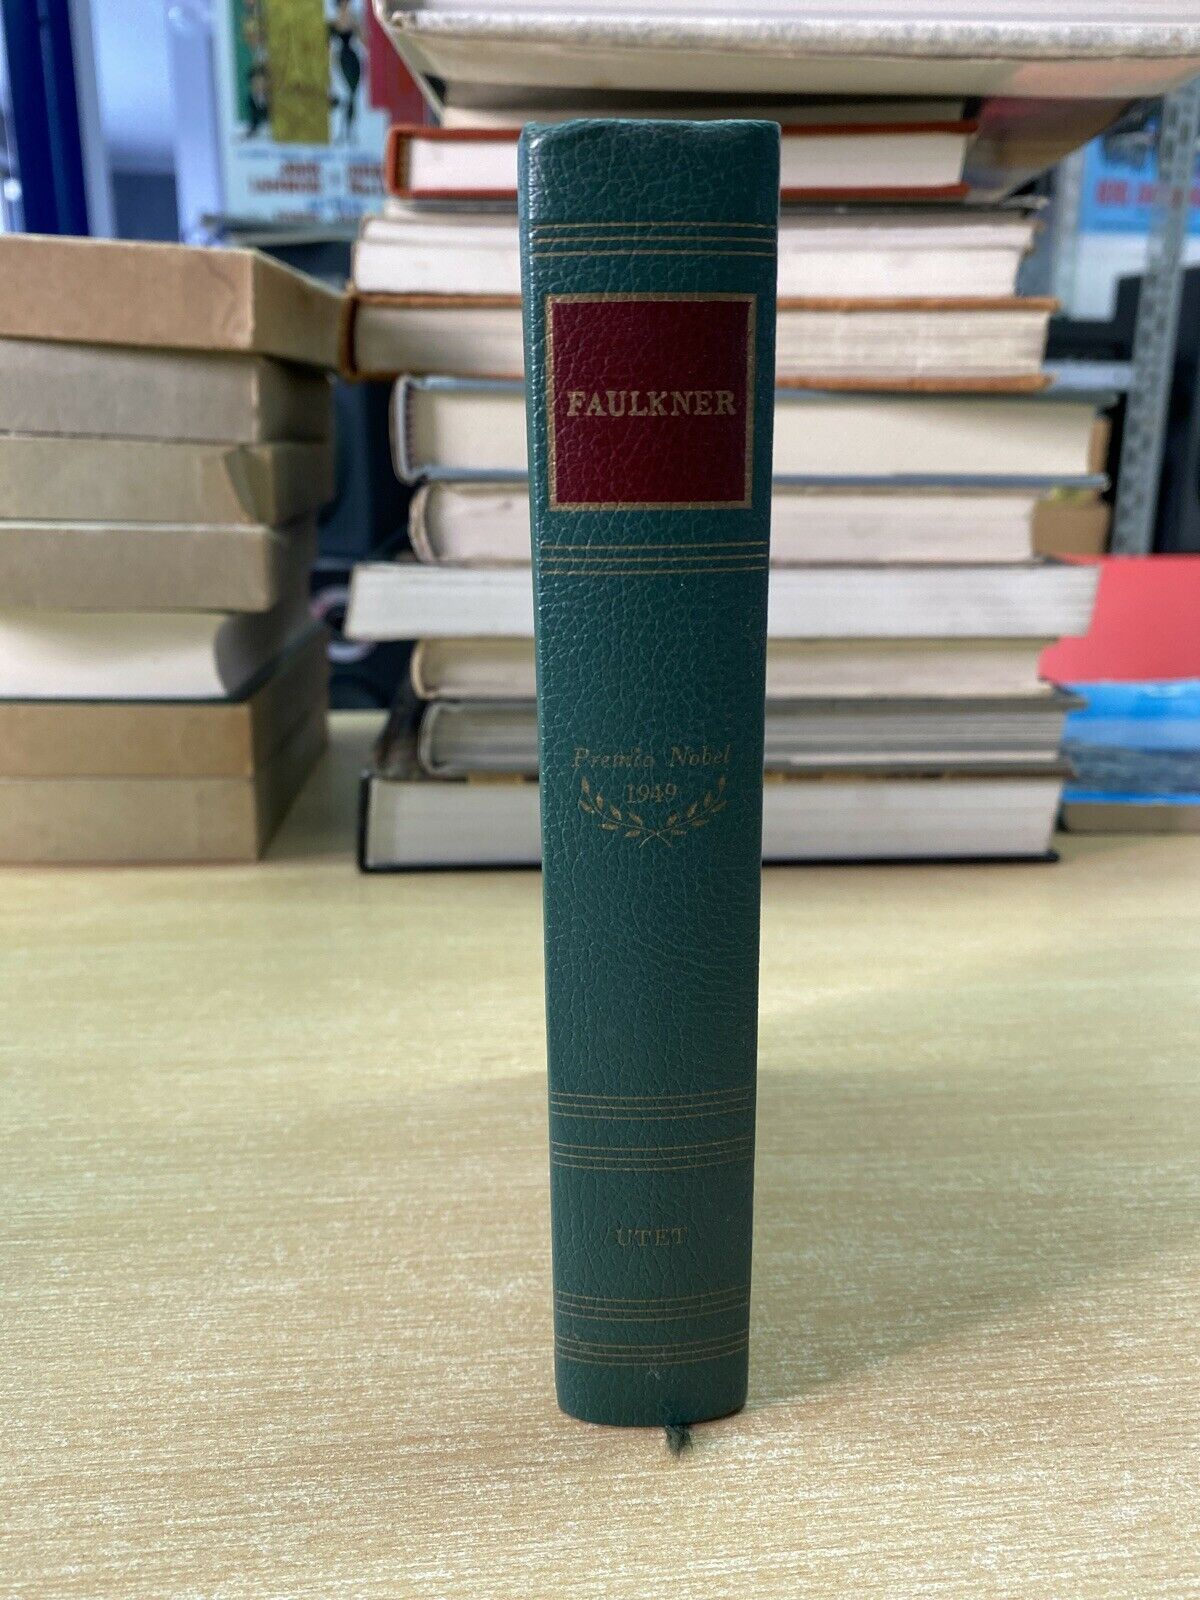 FAULKNER
Premio Nobel
1949
UTET